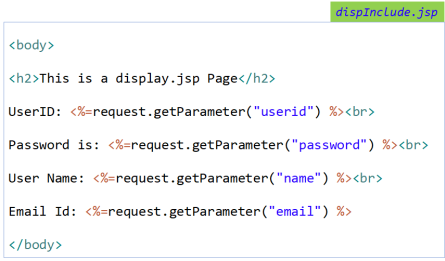 dispInclude.jsp
<body>
<h2>This is a display.jsp Page</h2>
UserID: <%=request.getParameter("userid") %><br>
Password is: <%=request.getParameter("password") %><br>
User Name: <%=request.getParameter("name") %><br>
Email Id: <%=request.getParameter("email") %>
</body>